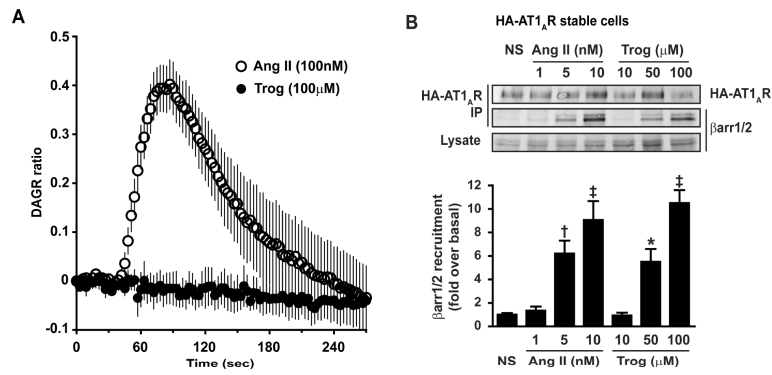 A
0.5
0.4
0.3
0.2
0.1
0
-0.1
DAGR ratio
Ang II (100nM)
Trog (100μM)
0 60 120 180 240
Time (sec)
B
HA-AT1AR stable cells
NS Ang II (nM) Trog (μM)
1 5 10 10 50 100
HA-AT1AR
HA-AT1AR
IP
βarr1/2
Lysate
βarr1/2 recruitment
(fold over basal)
12
10
8
6
4
2
0
† ‡ * ‡
1 5 10 10 50 100
NS Ang II (nM) Trog (μM)